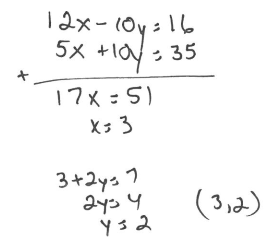 12x - 10y = 16
5x + 10y = 35
+
17x = 51
x = 3
3 + 2y = 7
2y = 4
y = 2
(3,2)